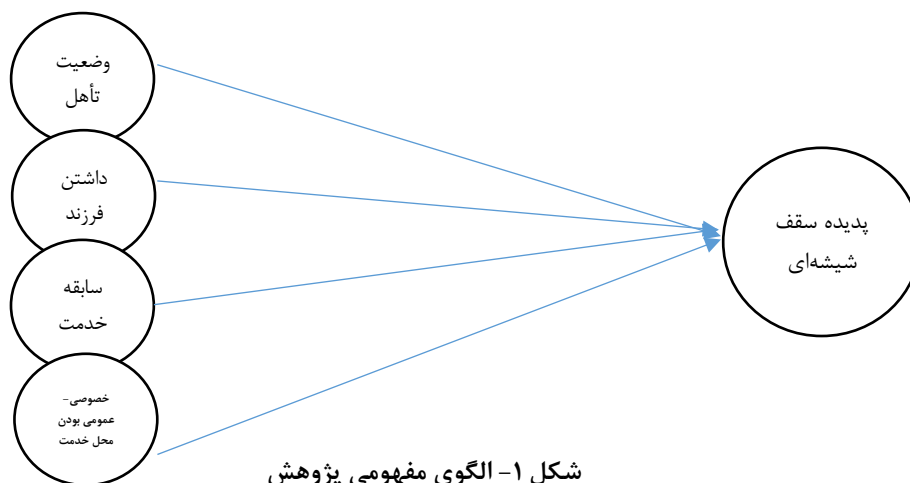 وضعیت
تأهل
داشتن
فرزند
سابقه
خدمت
خصوصی-
عمومی بودن
محل خدمت
پدیده سقف
شیشه‌ای
شکل ۱- الگوی مفهومی پژوهش